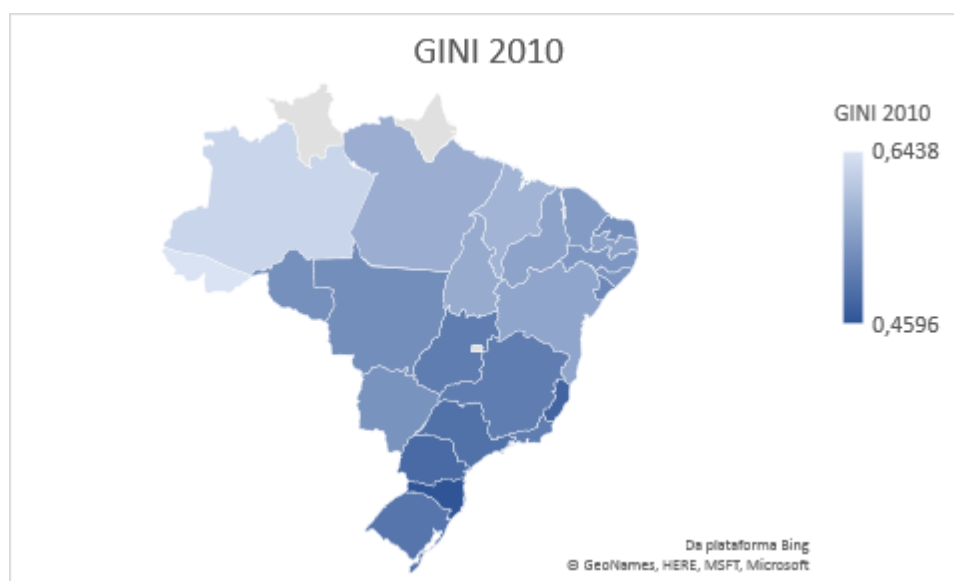 GINI 2010
GINI 2010
0,6438
0,4596
Da plataforma Bing
© GeoNames, HERE, MSFT, Microsoft